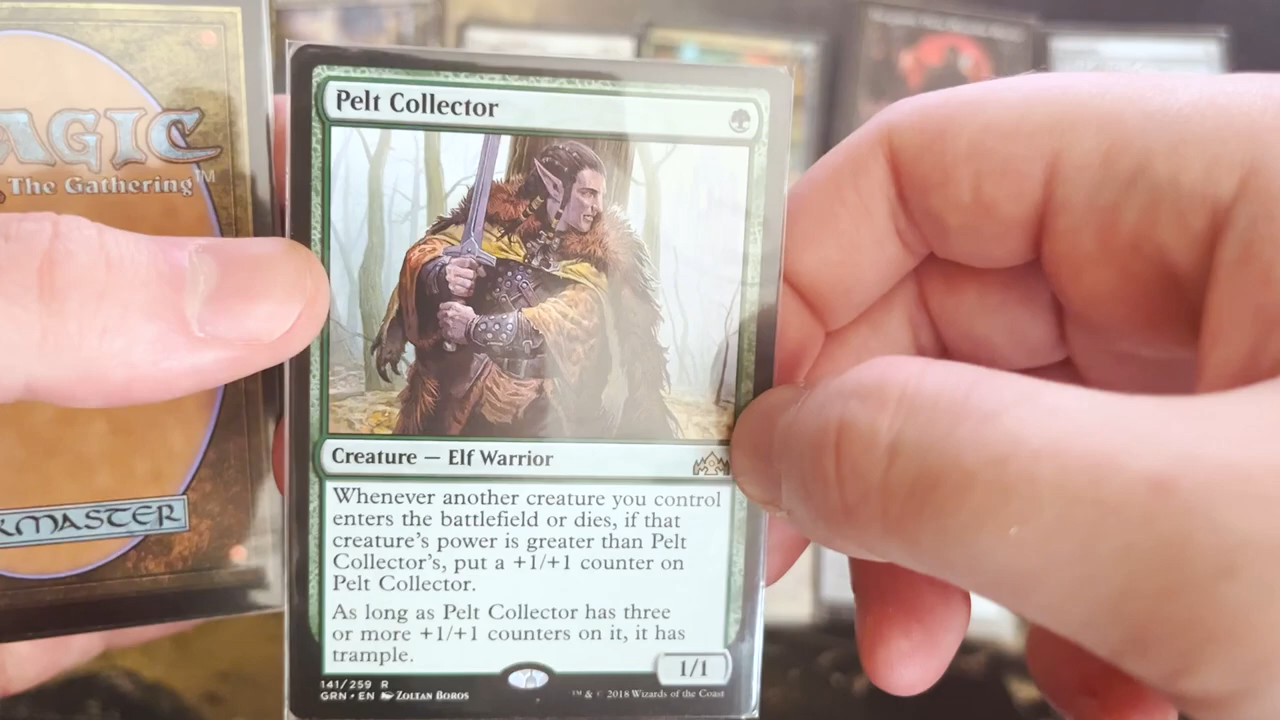 AGIC
The Gathering™
KMASTER
Pelt Collector
Creature — Elf Warrior
Whenever another creature you control
enters the battlefield or dies, if that
creature's power is greater than Pelt
Collector's, put a +1/+1 counter on
Pelt Collector.
As long as Pelt Collector has three
or more +1/+1 counters on it, it has
trample.
1/1
141/259 R
GRN • EN Zoltan Boros
™ & © 2018 Wizards of the Coast